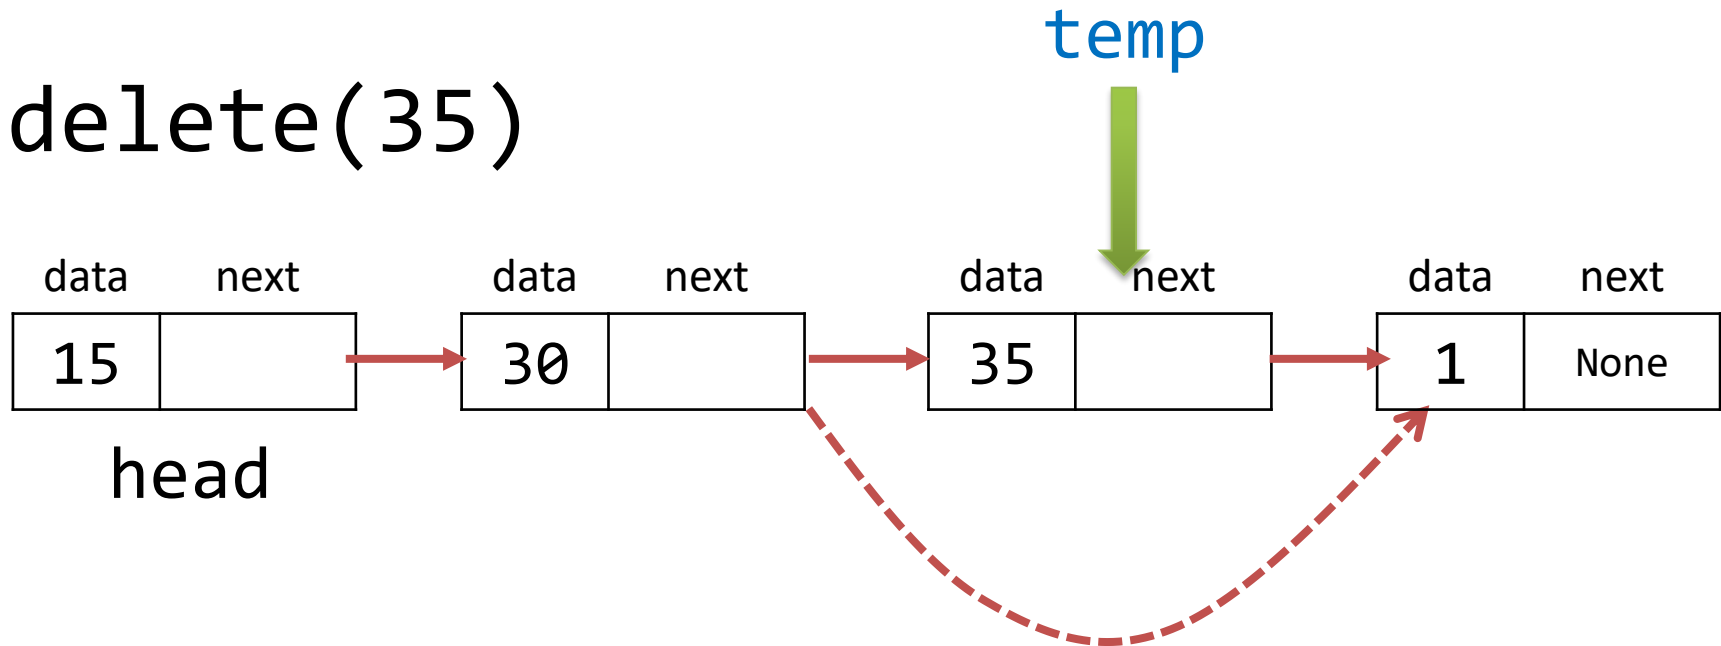 temp
delete(35)
data next data next data next data next
15 30 35 1 None
head